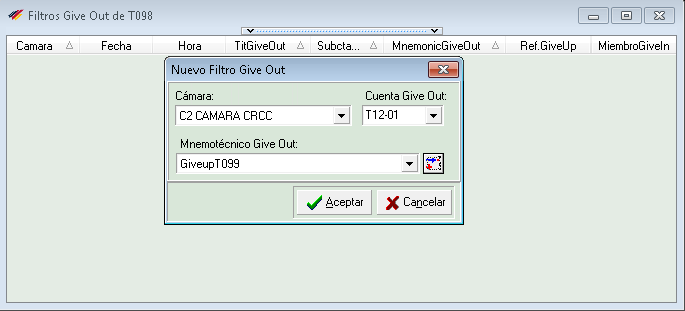 Filtros Give Out de T098
Camara Fecha Hora TitGiveOut Subcta... MnemonicGiveOut Ref.GiveUp MiembroGiveIn
Nuevo Filtro Give Out
Cámara: Cuenta Give Out:
C2 CAMARA CRCC T12-01
Mnemotécnico Give Out:
GiveupT099
Aceptar Cancelar